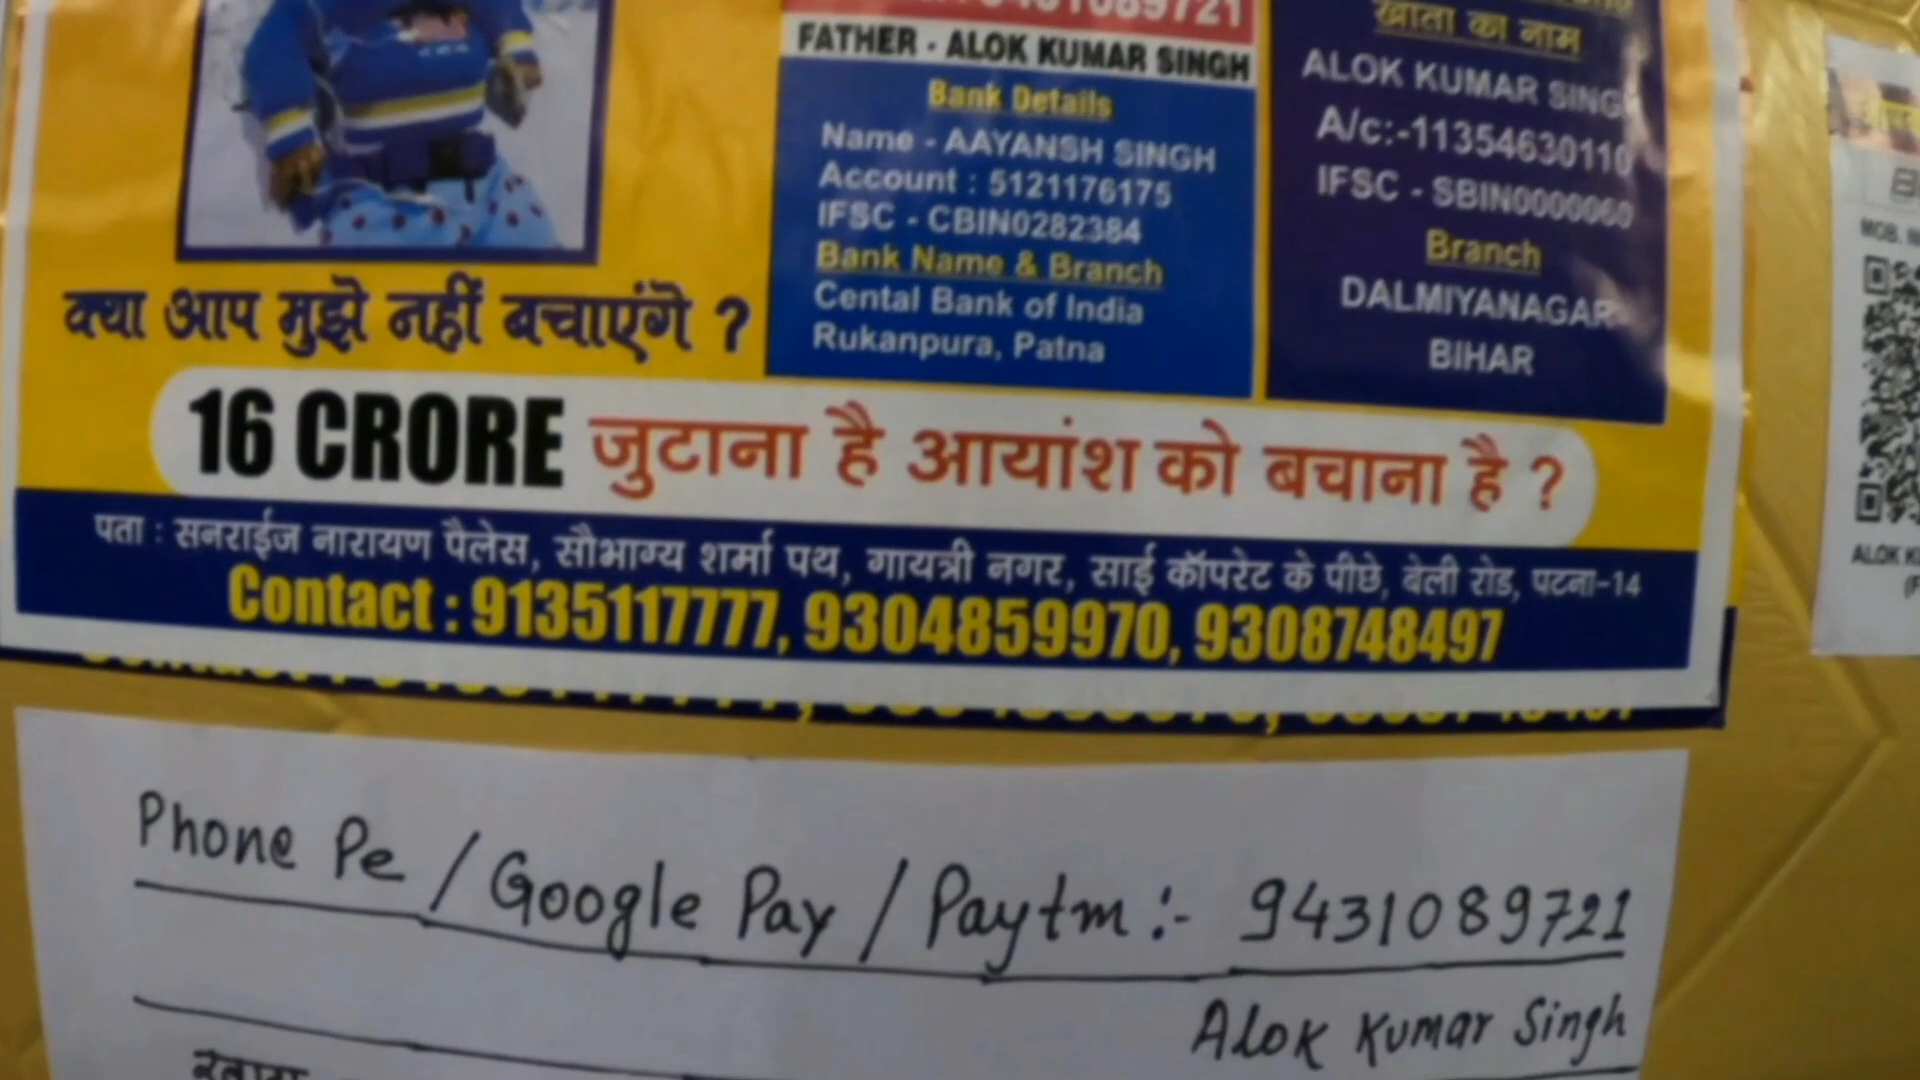 FATHER - ALOK KUMAR SINGH
Bank Details
Name - AAYANSH SINGH
Account : 5121176175
IFSC - CBIN0282384
Bank Name & Branch
Cental Bank of India
Rukanpura, Patna
खाता का नाम
ALOK KUMAR SING
A/c:-11354630110
IFSC - SBIN0000060
Branch
DALMIYANAGAR
BIHAR
क्या आप मुझे नहीं बचाएंगे ?
16 CRORE जुटाना है आयांश को बचाना है ?
पता : सनराईज नारायण पैलेस, सौभाग्य शर्मा पथ, गायत्री नगर, साई कॉपरेट के पीछे, बेली रोड, पटना-14
Contact : 9135117777, 9304859970, 9308748497
Phone Pe / Google Pay / Paytm :- 9431089721
Alok Kumar Singh
MOB.
ALOK